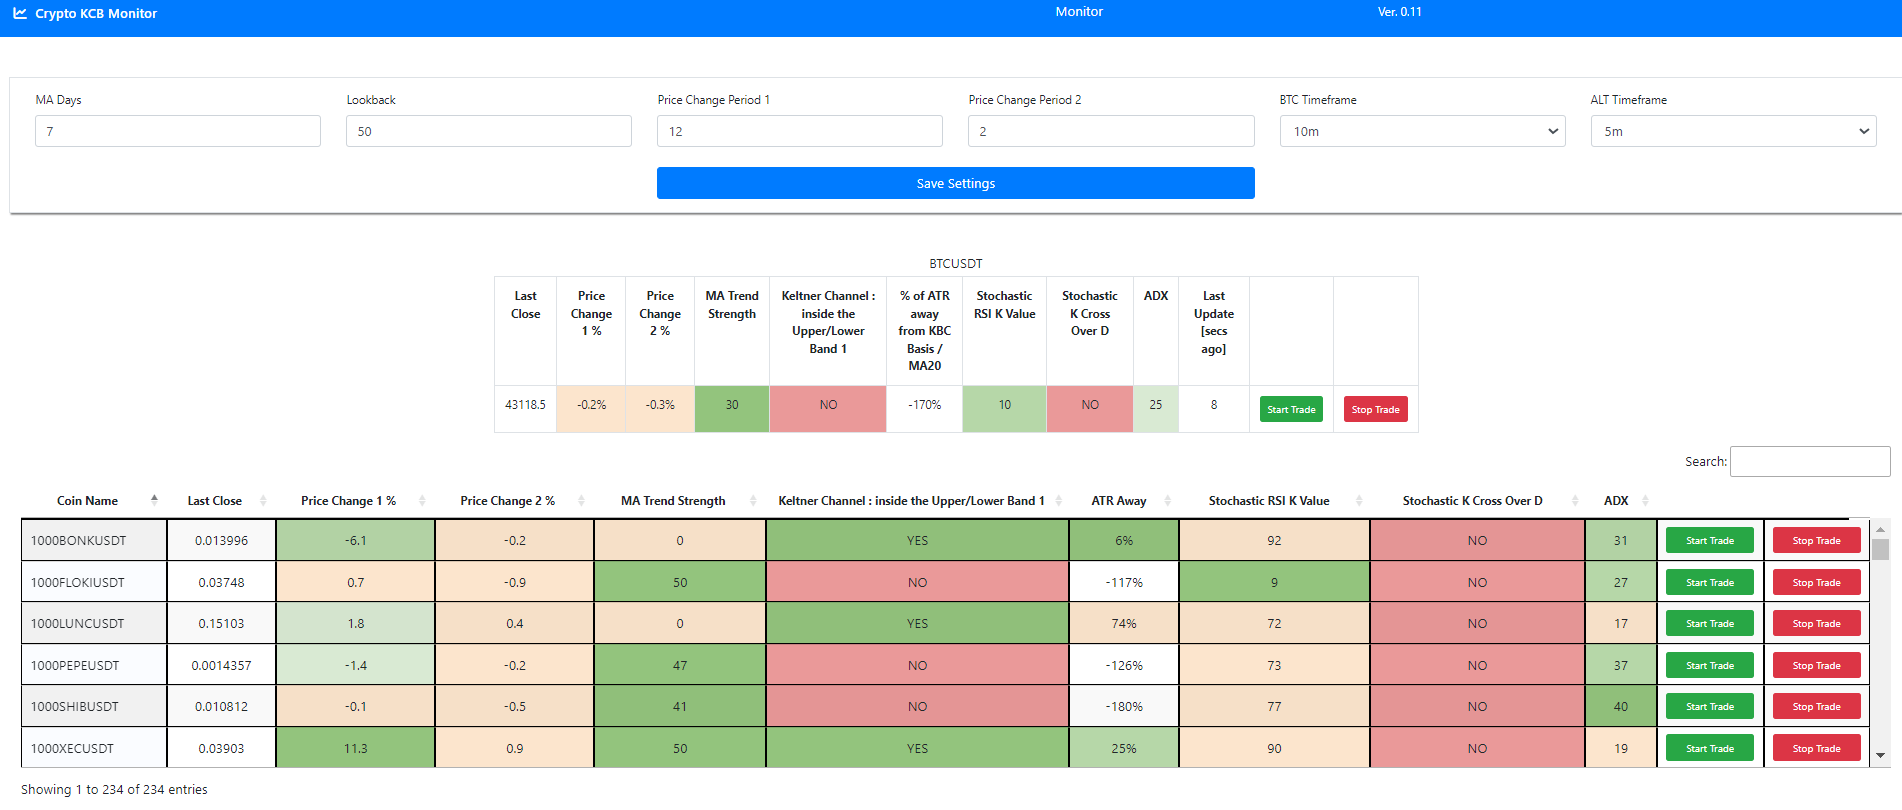 Crypto KCB Monitor Monitor Ver. 0.11
MA Days Lookback Price Change Period 1 Price Change Period 2 BTC Timeframe ALT Timeframe
7 50 12 2 10m 5m
Save Settings
BTCUSDT
Last Price Price MA Trend Keltner Channel : % of ATR Stochastic Stochastic ADX Last
Close Change Change Strength inside the away RSI K Value K Cross Update
1 % 2 % Upper/Lower from KBC Over D [secs
Band 1 Basis / ago]
MA20
43118.5 -0.2% -0.3% 30 NO -170% 10 NO 25 8 Start Trade Stop Trade
Search:
Coin Name Last Close Price Change 1 % Price Change 2 % MA Trend Strength Keltner Channel : inside the Upper/Lower Band 1 ATR Away Stochastic RSI K Value Stochastic K Cross Over D ADX
1000BONKUSDT 0.013996 -6.1 -0.2 0 YES 6% 92 NO 31 Start Trade Stop Trade
1000FLOKIUSDT 0.03748 0.7 -0.9 50 NO -117% 9 NO 27 Start Trade Stop Trade
1000LUNCUSDT 0.15103 1.8 0.4 0 YES 74% 72 NO 17 Start Trade Stop Trade
1000PEPEUSDT 0.0014357 -1.4 -0.2 47 NO -126% 73 NO 37 Start Trade Stop Trade
1000SHIBUSDT 0.010812 -0.1 -0.5 41 NO -180% 77 NO 40 Start Trade Stop Trade
1000XECUSDT 0.03903 11.3 0.9 50 YES 25% 90 NO 19 Start Trade Stop Trade
Showing 1 to 234 of 234 entries